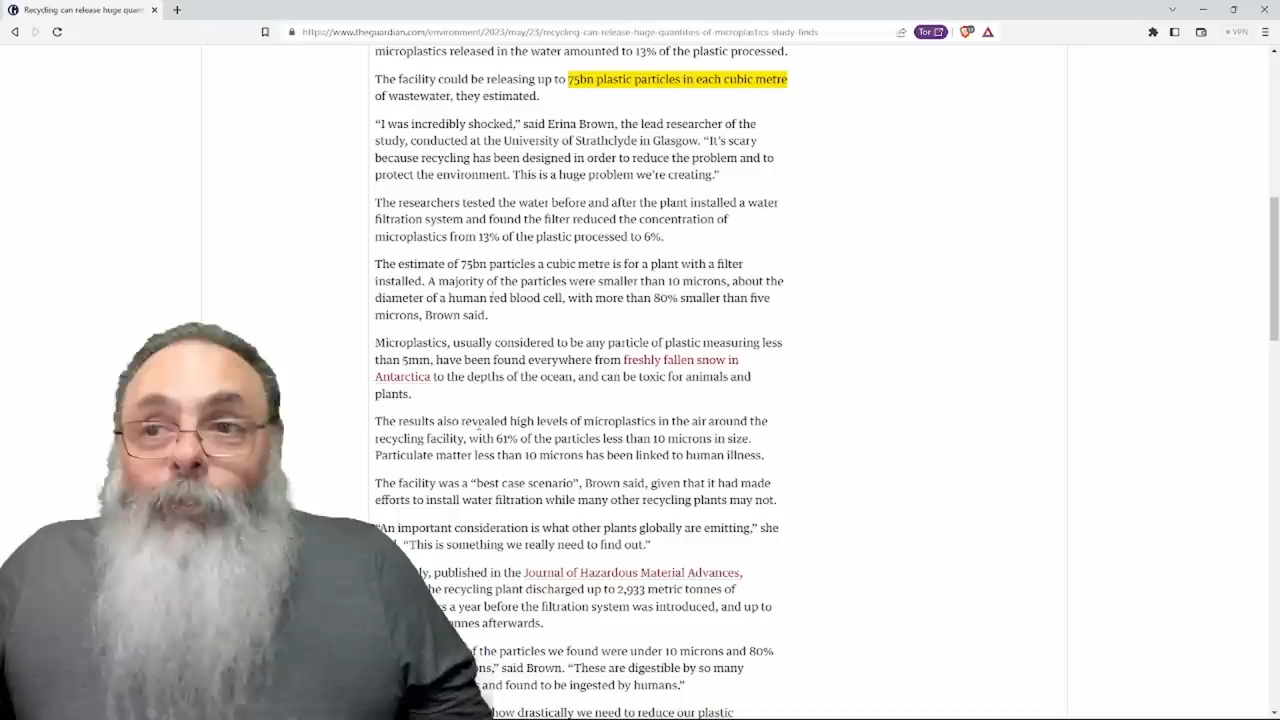 Recycling can release huge quan
https://www.theguardian.com/environment/2023/may/23/recycling-can-release-huge-quantities-of-microplastics-study-finds
Tor
VPN
microplastics released in the water amounted to 13% of the plastic processed.
The facility could be releasing up to 75bn plastic particles in each cubic metre
of wastewater, they estimated.
“I was incredibly shocked,” said Erina Brown, the lead researcher of the
study, conducted at the University of Strathclyde in Glasgow. “It’s scary
because recycling has been designed in order to reduce the problem and to
protect the environment. This is a huge problem we’re creating.”
The researchers tested the water before and after the plant installed a water
filtration system and found the filter reduced the concentration of
microplastics from 13% of the plastic processed to 6%.
The estimate of 75bn particles a cubic metre is for a plant with a filter
installed. A majority of the particles were smaller than 10 microns, about the
diameter of a human red blood cell, with more than 80% smaller than five
microns, Brown said.
Microplastics, usually considered to be any particle of plastic measuring less
than 5mm, have been found everywhere from freshly fallen snow in
Antarctica to the depths of the ocean, and can be toxic for animals and
plants.
The results also revealed high levels of microplastics in the air around the
recycling facility, with 61% of the particles less than 10 microns in size.
Particulate matter less than 10 microns has been linked to human illness.
The facility was a “best case scenario”, Brown said, given that it had made
efforts to install water filtration while many other recycling plants may not.
“An important consideration is what other plants globally are emitting,” she
“This is something we really need to find out.”
published in the Journal of Hazardous Material Advances,
he recycling plant discharged up to 2,933 metric tonnes of
a year before the filtration system was introduced, and up to
onnes afterwards.
of the particles we found were under 10 microns and 80%
said Brown. “These are digestible by so many
and found to be ingested by humans.”
how drastically we need to reduce our plastic